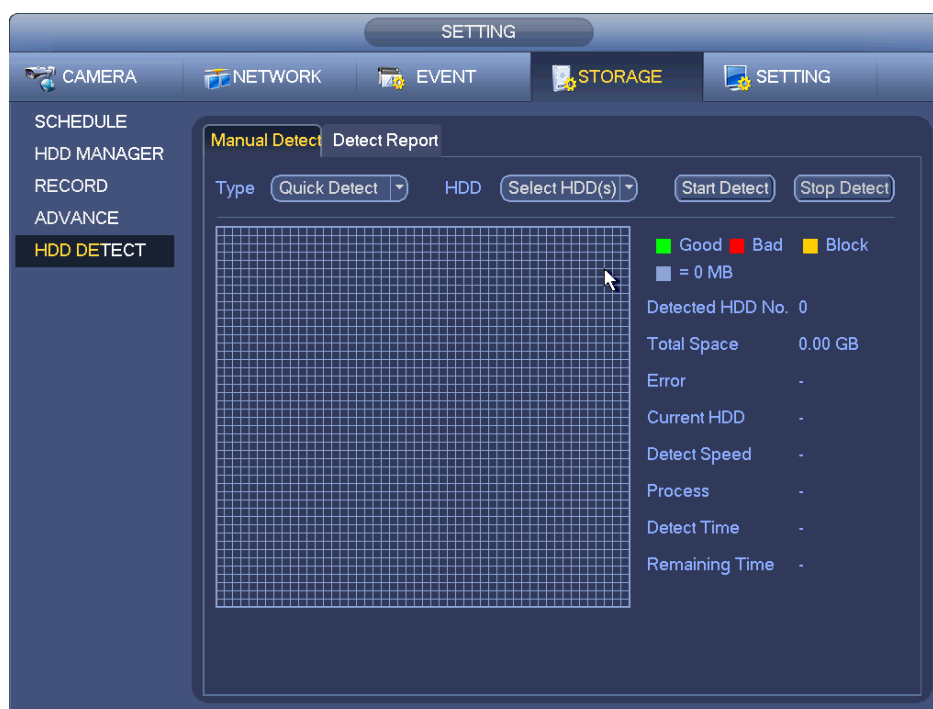 SETTING
CAMERA NETWORK EVENT STORAGE SETTING
SCHEDULE
HDD MANAGER
RECORD
ADVANCE
HDD DETECT
Manual Detect Detect Report
Type Quick Detect HDD Select HDD(s) Start Detect Stop Detect
Good Bad Block
= 0 MB
Detected HDD No. 0
Total Space 0.00 GB
Error -
Current HDD -
Detect Speed -
Process -
Detect Time -
Remaining Time -